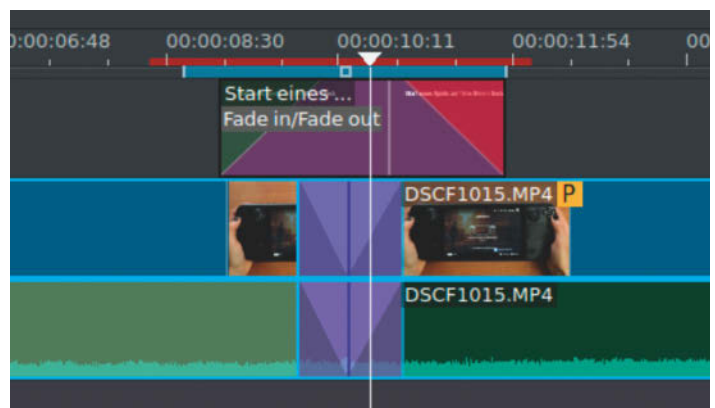 0:00:06:48 00:00:08:30 00:00:10:11 00:00:11:54 00
Start eines ...
Fade in/Fade out
DSCF1015.MP4 P
DSCF1015.MP4